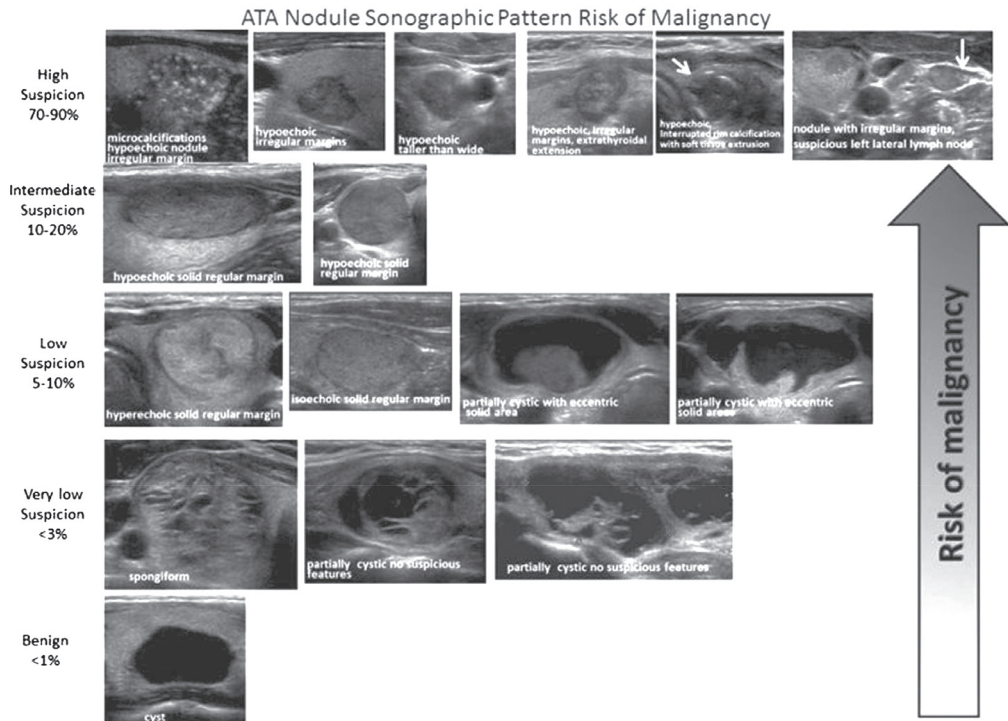 ATA Nodule Sonographic Pattern Risk of Malignancy
High
Suspicion
70-90%
microcalcifications
hypoechoic nodule
irregular margin
hypoechoic
irregular margins
hypoechoic
taller than wide
hypoechoic, irregular
margins, extrathyroidal
extension
hypoechoic,
Interrupted rim calcification
with soft tissue extrusion
nodule with irregular margins,
suspicious left lateral lymph node
Intermediate
Suspicion
10-20%
hypoechoic solid regular margin
hypoechoic solid
regular margin
Low
Suspicion
5-10%
hyperechoic solid regular margin
isoechoic solid regular margin
partially cystic with eccentric
solid area
partially cystic with eccentric
solid areas
Very low
Suspicion
<3%
spongiform
partially cystic no suspicious
features
partially cystic no suspicious features
Benign
<1%
cyst
Risk of malignancy